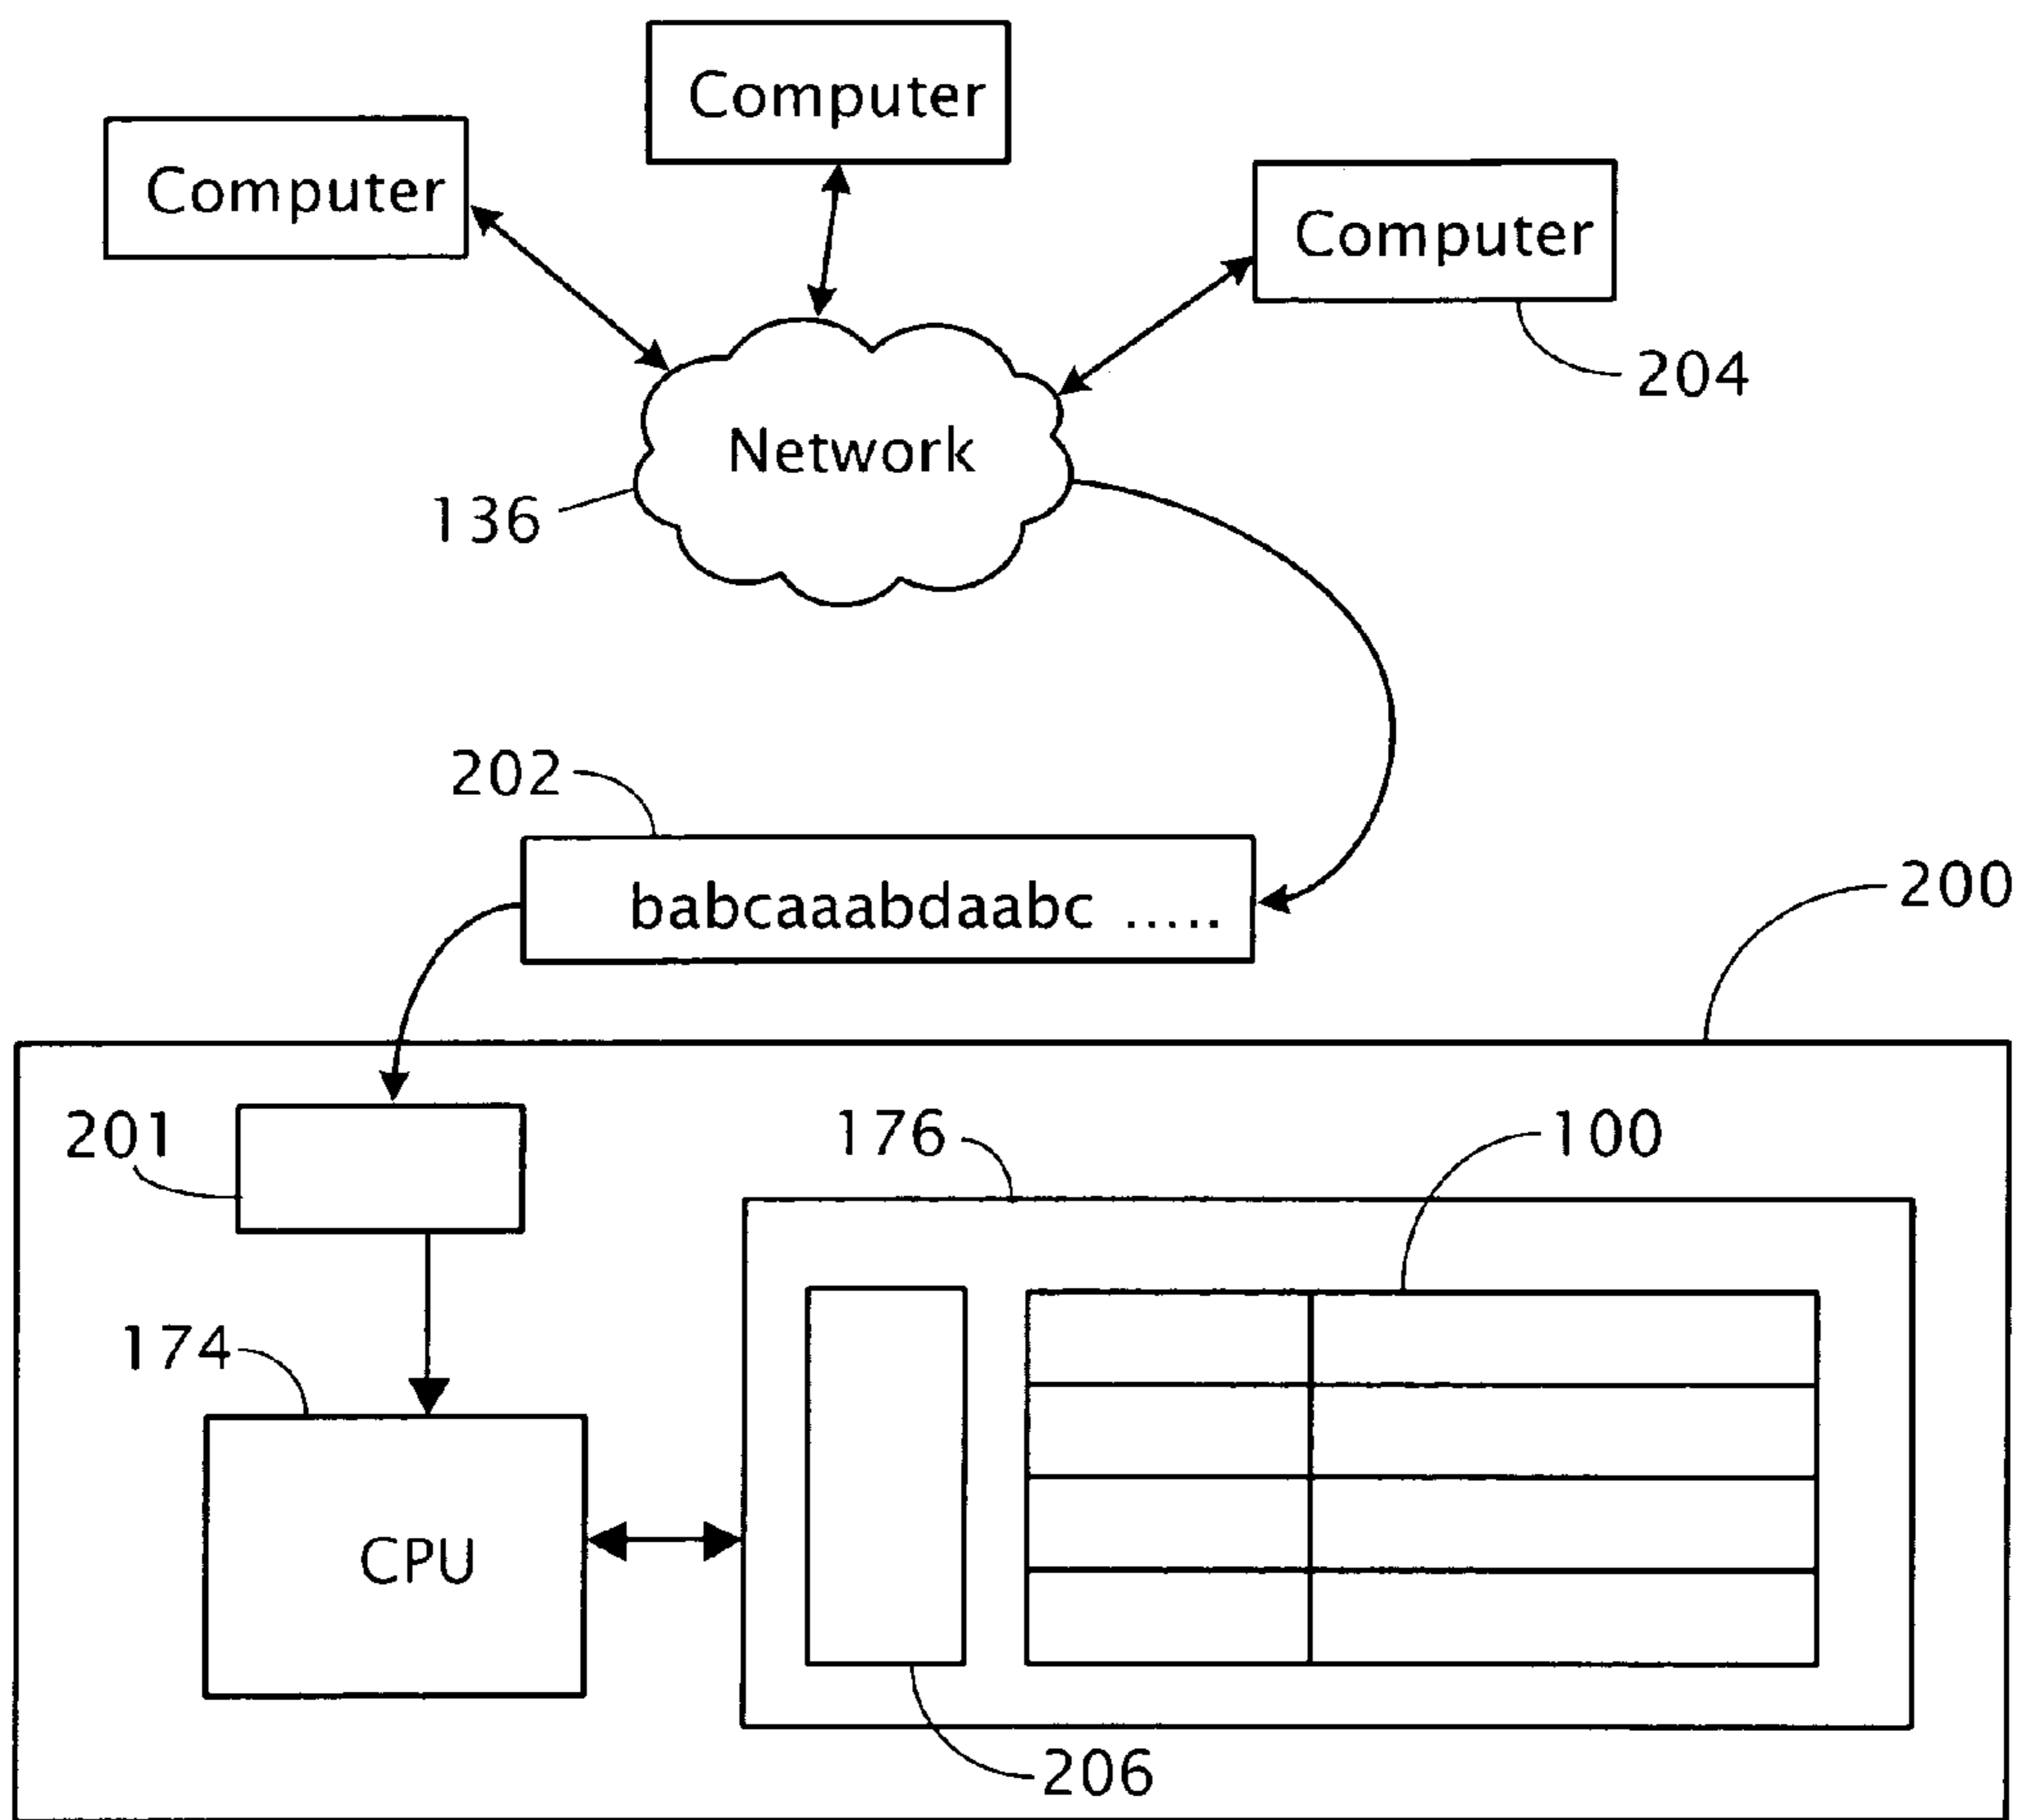 Computer
Computer
Computer
204
Network
136
202
babcaaabdaabc .....
200
201
176
100
174
CPU
206